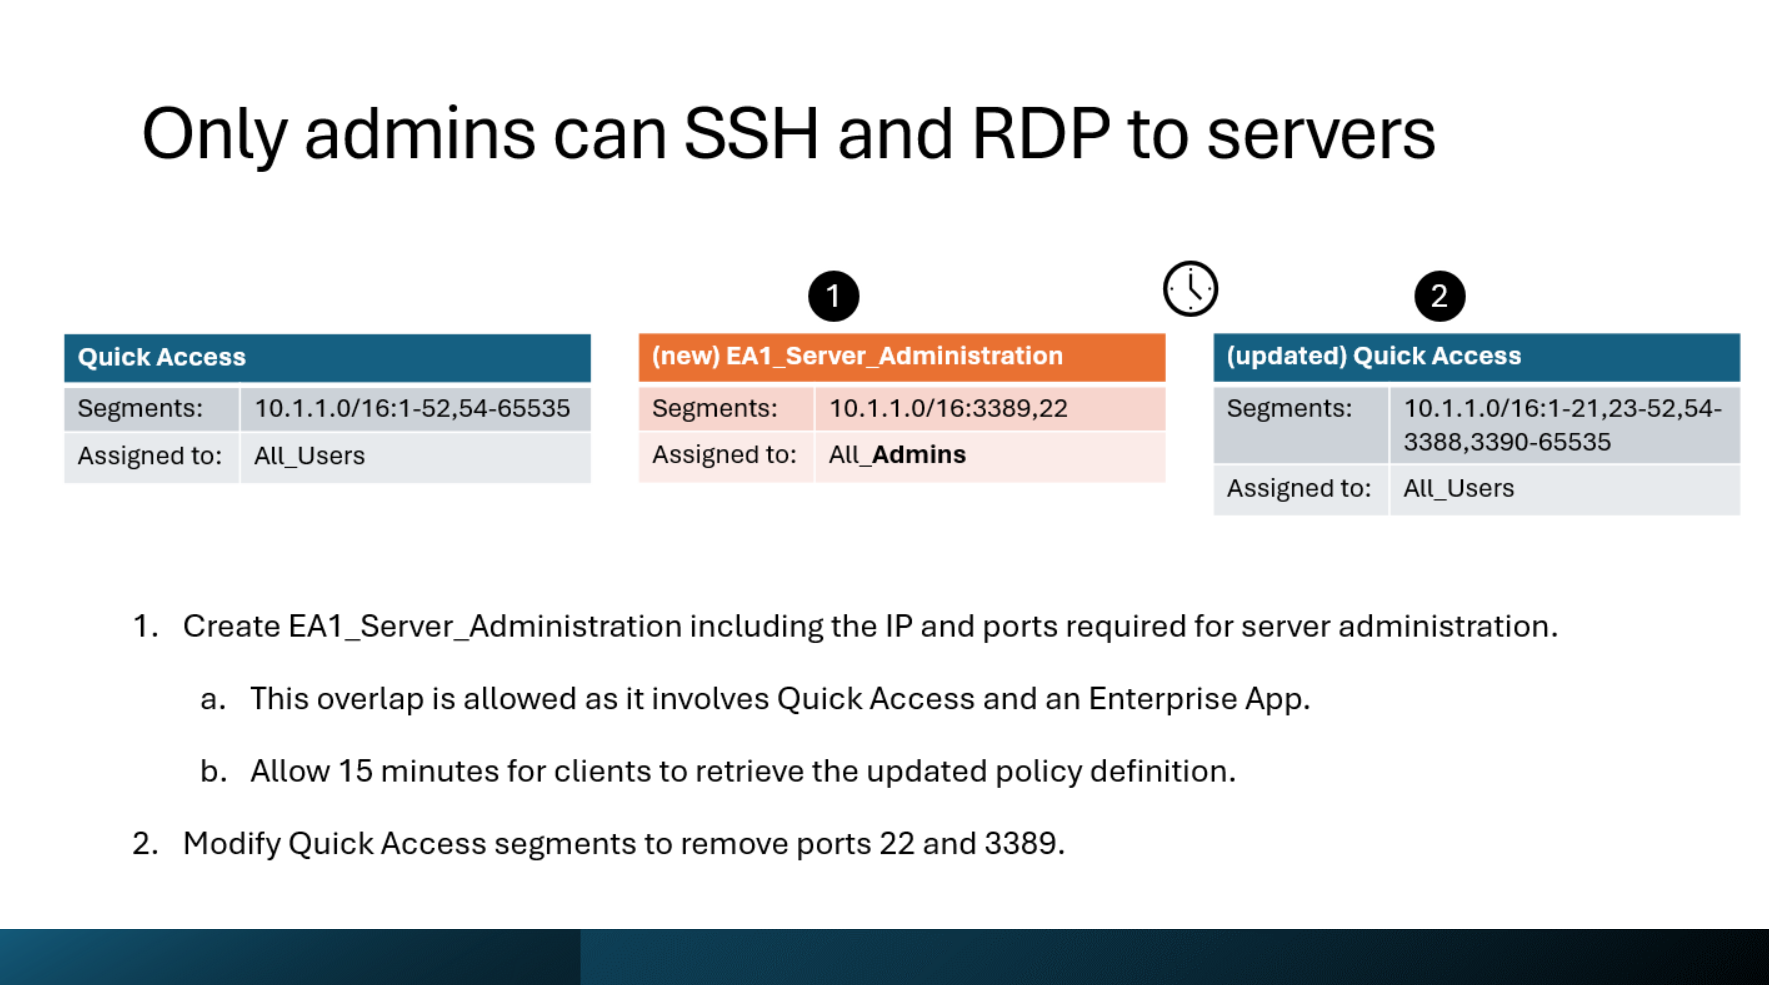 Only admins can SSH and RDP to servers
1
2
Quick Access
Segments: 10.1.1.0/16:1-52,54-65535
Assigned to: All_Users
(new) EA1_Server_Administration
Segments: 10.1.1.0/16:3389,22
Assigned to: All_Admins
(updated) Quick Access
Segments: 10.1.1.0/16:1-21,23-52,54-
3388,3390-65535
Assigned to: All_Users
1. Create EA1_Server_Administration including the IP and ports required for server administration.
a. This overlap is allowed as it involves Quick Access and an Enterprise App.
b. Allow 15 minutes for clients to retrieve the updated policy definition.
2. Modify Quick Access segments to remove ports 22 and 3389.